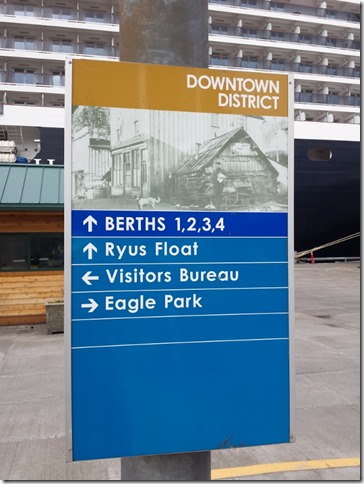 DOWNTOWN
DISTRICT
↑ BERTHS 1,2,3,4
↑ Ryus Float
← Visitors Bureau
→ Eagle Park